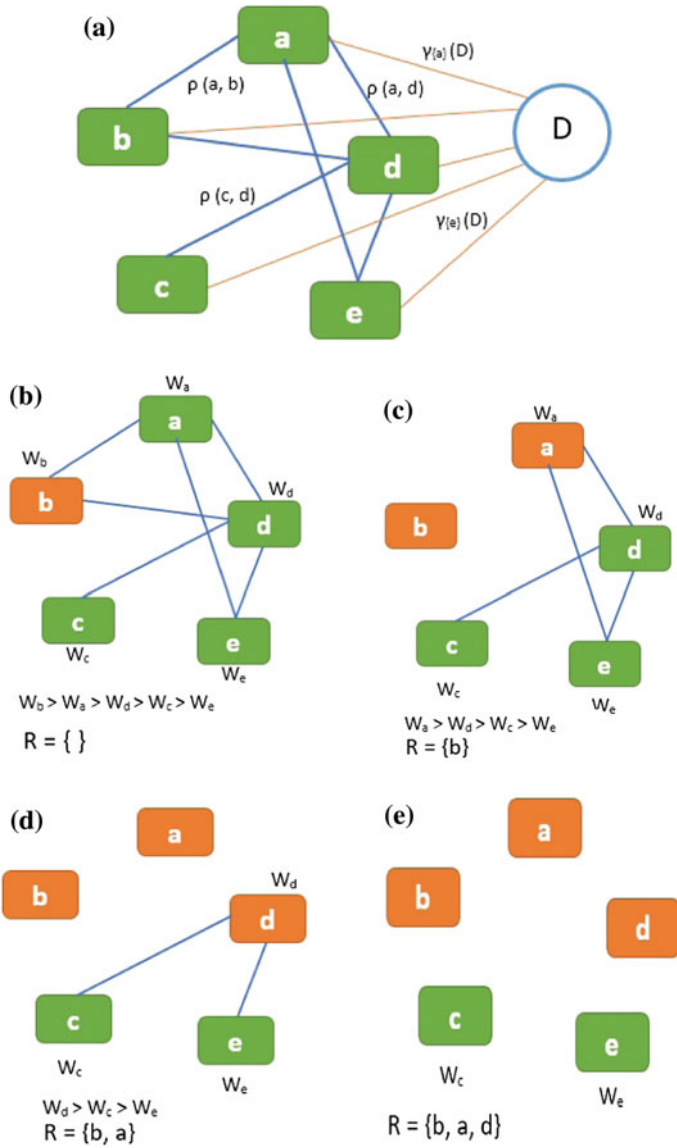 (a)
a
γ{a} (D)
ρ (a, b)
ρ (a, d)
D
b
d
ρ (c, d)
γ{e} (D)
c
e
(b)
Wa
a
Wb
b
Wd
d
c
Wc
e
We
Wb > Wa > Wd > Wc > We
R = { }
(c)
Wa
a
b
Wd
d
c
Wc
e
We
Wa > Wd > Wc > We
R = {b}
(d)
a
b
Wd
d
c
Wc
e
We
Wd > Wc > We
R = {b, a}
(e)
a
b
d
c
Wc
e
We
R = {b, a, d}